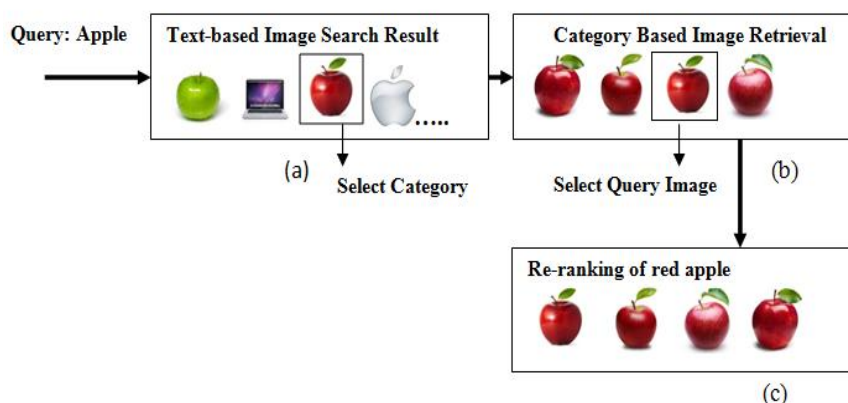 Query: Apple
Text-based Image Search Result
.....
(a)
Select Category
Category Based Image Retrieval
Select Query Image
(b)
Re-ranking of red apple
(c)